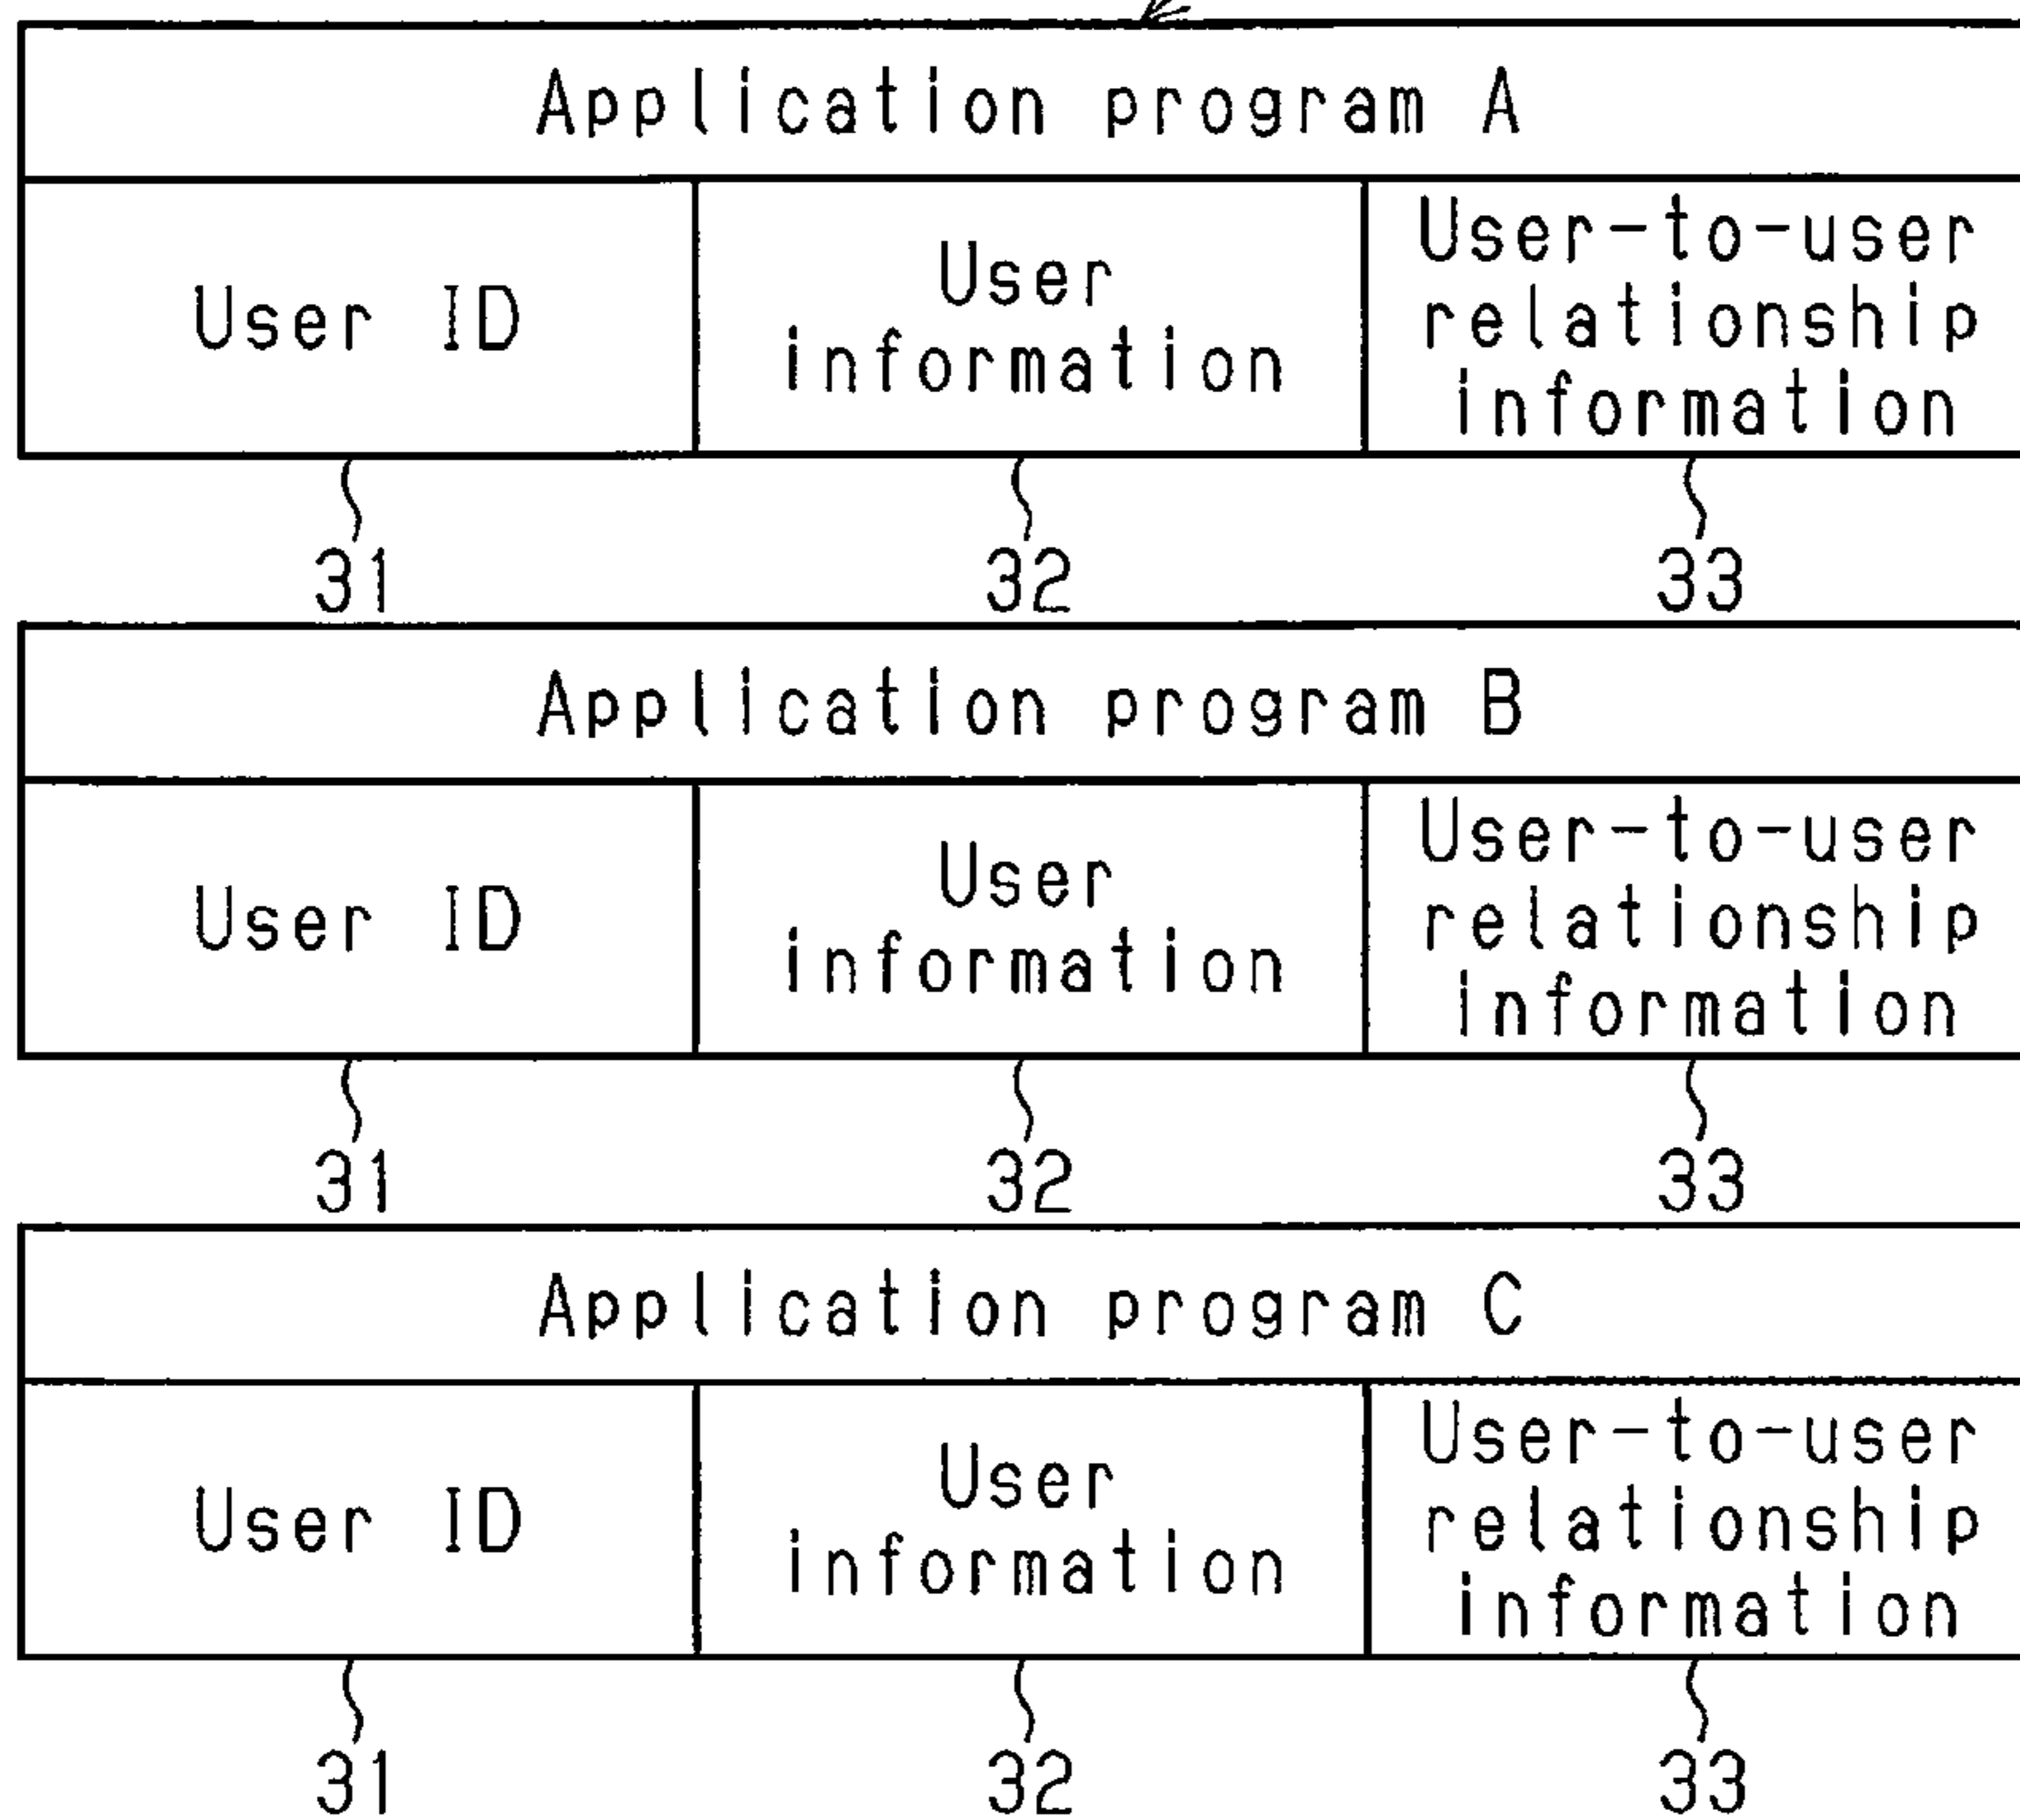 Application program A
User ID
User
information
User-to-user
relationship
information
31
32
33
Application program B
User ID
User
information
User-to-user
relationship
information
31
32
33
Application program C
User ID
User
information
User-to-user
relationship
information
31
32
33